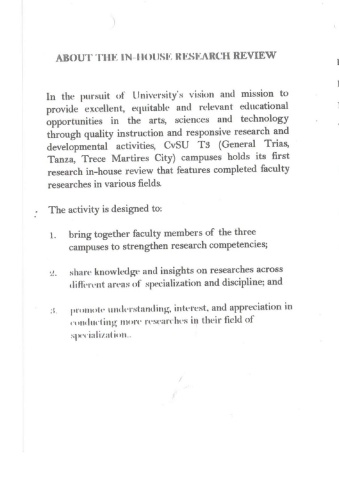 ABOUT THE IN-HOUSE RESEARCH REVIEW
In the pursuit of University's vision and mission to
provide excellent, equitable and relevant educational
opportunities in the arts, sciences and technology
through quality instruction and responsive research and
developmental activities, CvSU T3 (General Trias,
Tanza, Trece Martires City) campuses holds its first
research in-house review that features completed faculty
researches in various fields.
The activity is designed to:
1. bring together faculty members of the three
campuses to strengthen research competencies;
2. share knowledge and insights on researches across
different areas of specialization and discipline; and
3. promote understanding, interest, and appreciation in
conducting more researches in their field of
specialization..